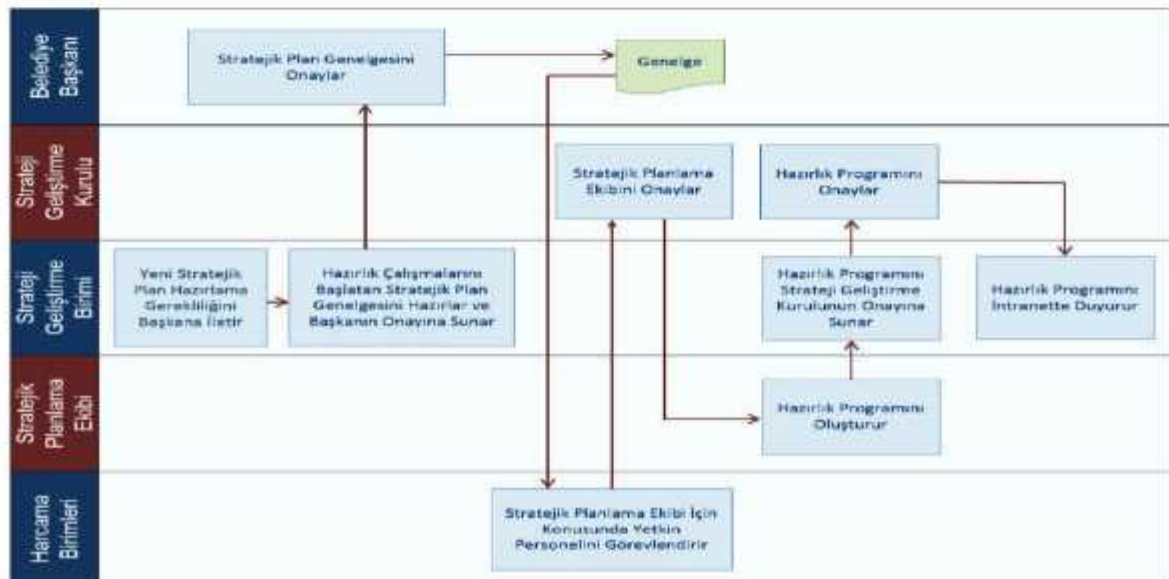 Belediye
Başkanı
Stratejik Plan Genelgesini
Onaylar
Genelge
Strateji
Geliştirme
Kurulu
Stratejik Planlama
Ekibini Onaylar
Hazırlık Programını
Onaylar
Strateji
Geliştirme
Birimi
Yeni Stratejik
Plan Hazırlama
Gerekliliğini
Başkana İletir
Hazırlık Çalışmalarını
Başlatan Stratejik Plan
Genelgesini Hazırlar ve
Başkanın Onayına Sunar
Hazırlık Programını
Strateji Geliştirme
Kurulunun Onayına
Sunar
Hazırlık Programını
İntranette Duyurur
Stratejik
Planlama
Ekibi
Hazırlık Programını
Oluşturur
Harcama
Birimleri
Stratejik Planlama Ekibi İçin
Konusunda Yetkin
Personelini Görevlendirir